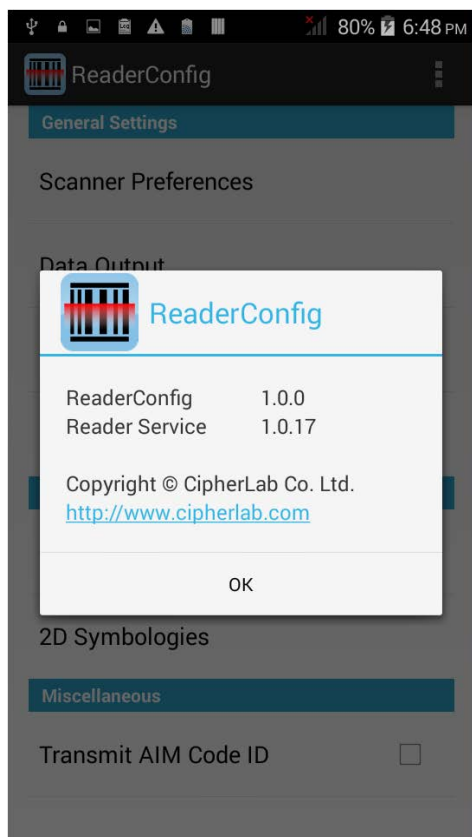 80% 6:48 PM
ReaderConfig
General Settings
Scanner Preferences
Data Output
ReaderConfig
ReaderConfig 1.0.0
Reader Service 1.0.17
Copyright © CipherLab Co. Ltd.
http://www.cipherlab.com
OK
2D Symbologies
Miscellaneous
Transmit AIM Code ID